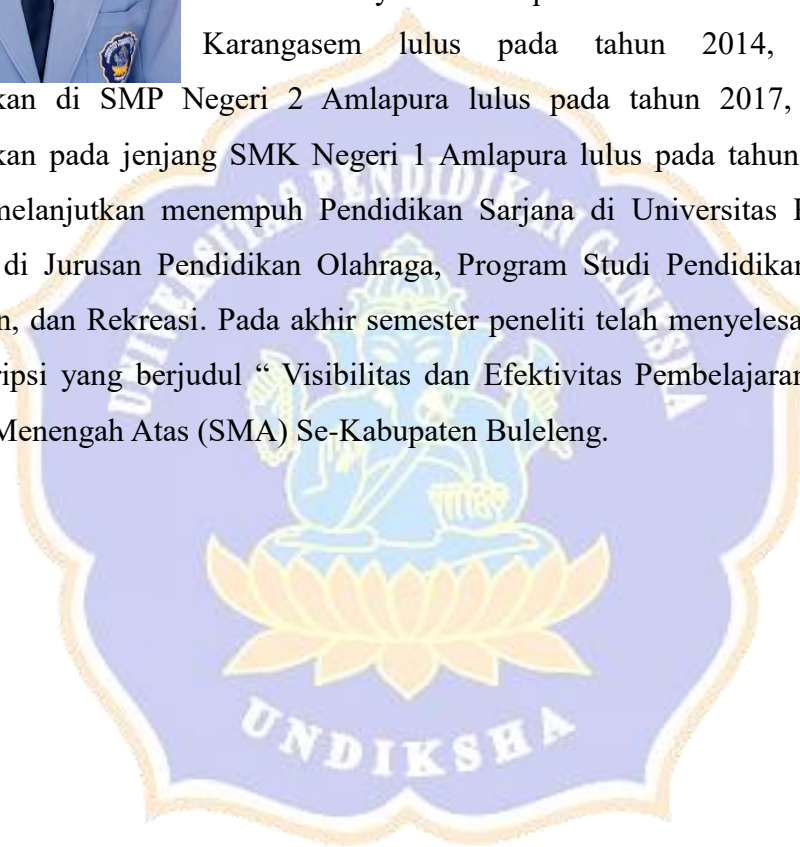 Karangasem lulus pada tahun 2014,
kan di SMP Negeri 2 Amlapura lulus pada tahun 2017,
kan pada jenjang SMK Negeri 1 Amlapura lulus pada tahun
melanjutkan menempuh Pendidikan Sarjana di Universitas
di Jurusan Pendidikan Olahraga, Program Studi Pendidikan
n, dan Rekreasi. Pada akhir semester peneliti telah menyelesa
ripsi yang berjudul “ Visibilitas dan Efektivitas Pembelajaran
Menengah Atas (SMA) Se-Kabupaten Buleleng.
UNIVERSITAS PENDIDIKAN GANESHA
UNDIKSHA